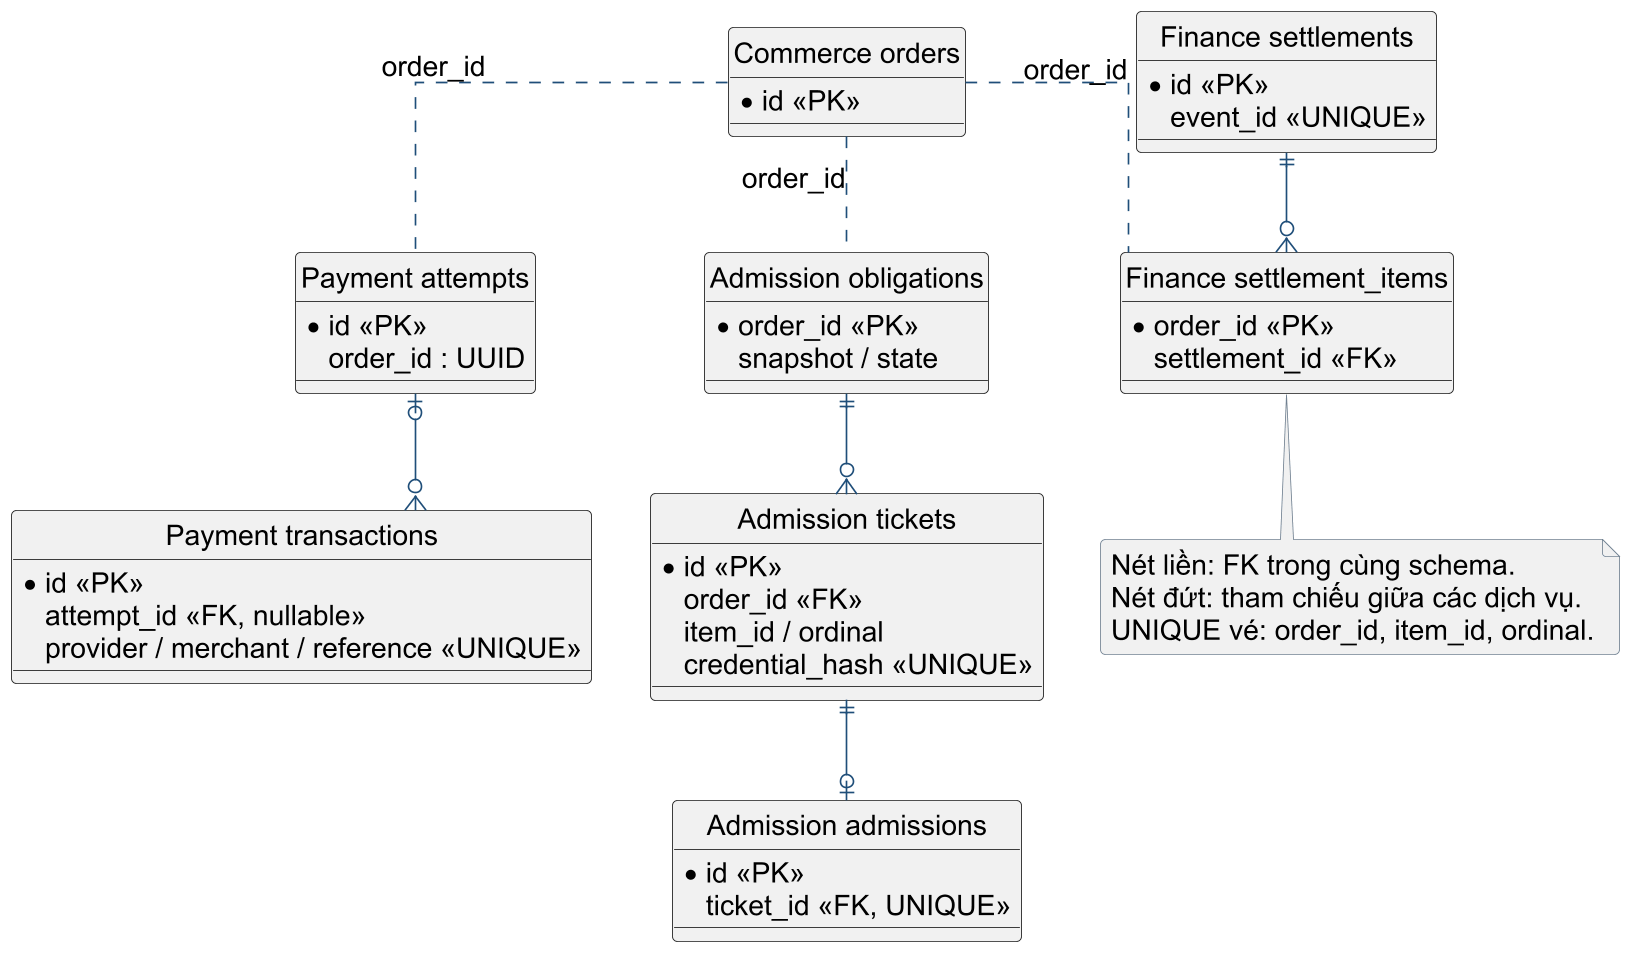 Commerce orders
id «PK»
order_id
order_id
order_id
Finance settlements
id «PK»
event_id «UNIQUE»
Payment attempts
id «PK»
order_id : UUID
Admission obligations
order_id «PK»
snapshot / state
Finance settlement_items
order_id «PK»
settlement_id «FK»
Payment transactions
id «PK»
attempt_id «FK, nullable»
provider / merchant / reference «UNIQUE»
Admission tickets
id «PK»
order_id «FK»
item_id / ordinal
credential_hash «UNIQUE»
Nét liền: FK trong cùng schema.
Nét đứt: tham chiếu giữa các dịch vụ.
UNIQUE vé: order_id, item_id, ordinal.
Admission admissions
id «PK»
ticket_id «FK, UNIQUE»